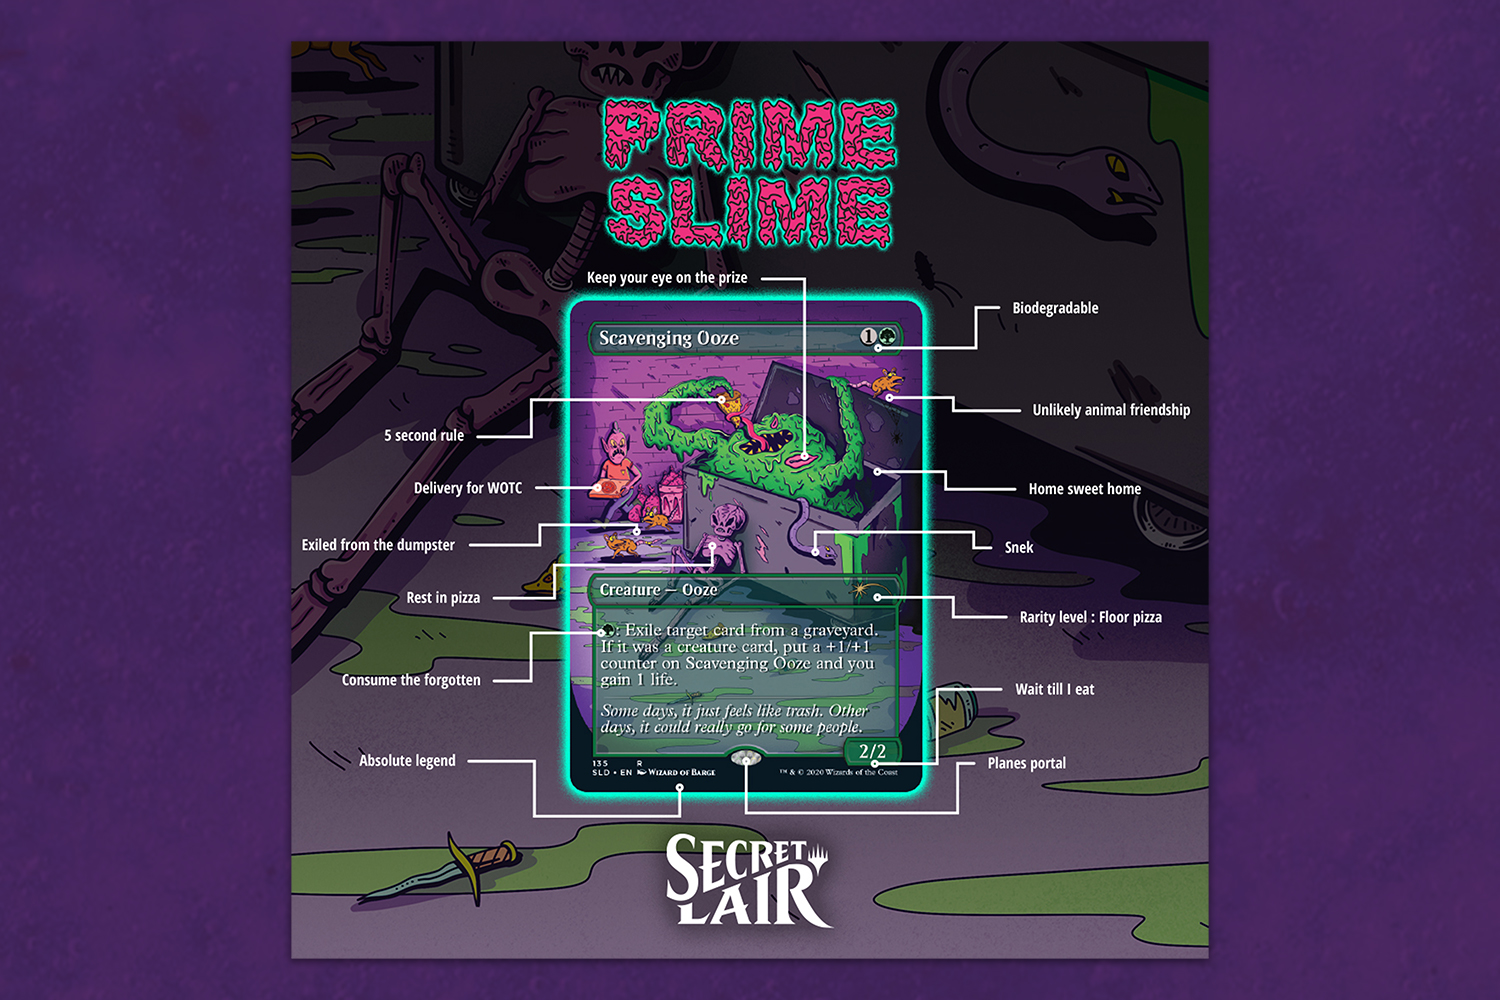 PRIME
SLIME
Keep your eye on the prize
Biodegradable
Scavenging Ooze 1
Unlikely animal friendship
5 second rule
Delivery for WOTC
Home sweet home
Exiled from the dumpster
Snek
Rest in pizza
Creature — Ooze
Rarity level : Floor pizza
: Exile target card from a graveyard.
If it was a creature card, put a +1/+1
counter on Scavenging Ooze and you
gain 1 life.
Consume the forgotten
Wait till I eat
Some days, it just feels like trash. Other
days, it could really go for some people.
2/2
Absolute legend
Planes portal
135 R
SLD • EN Wizard of Barge
™ & © 2020 Wizards of the Coast
SECRET
LAIR